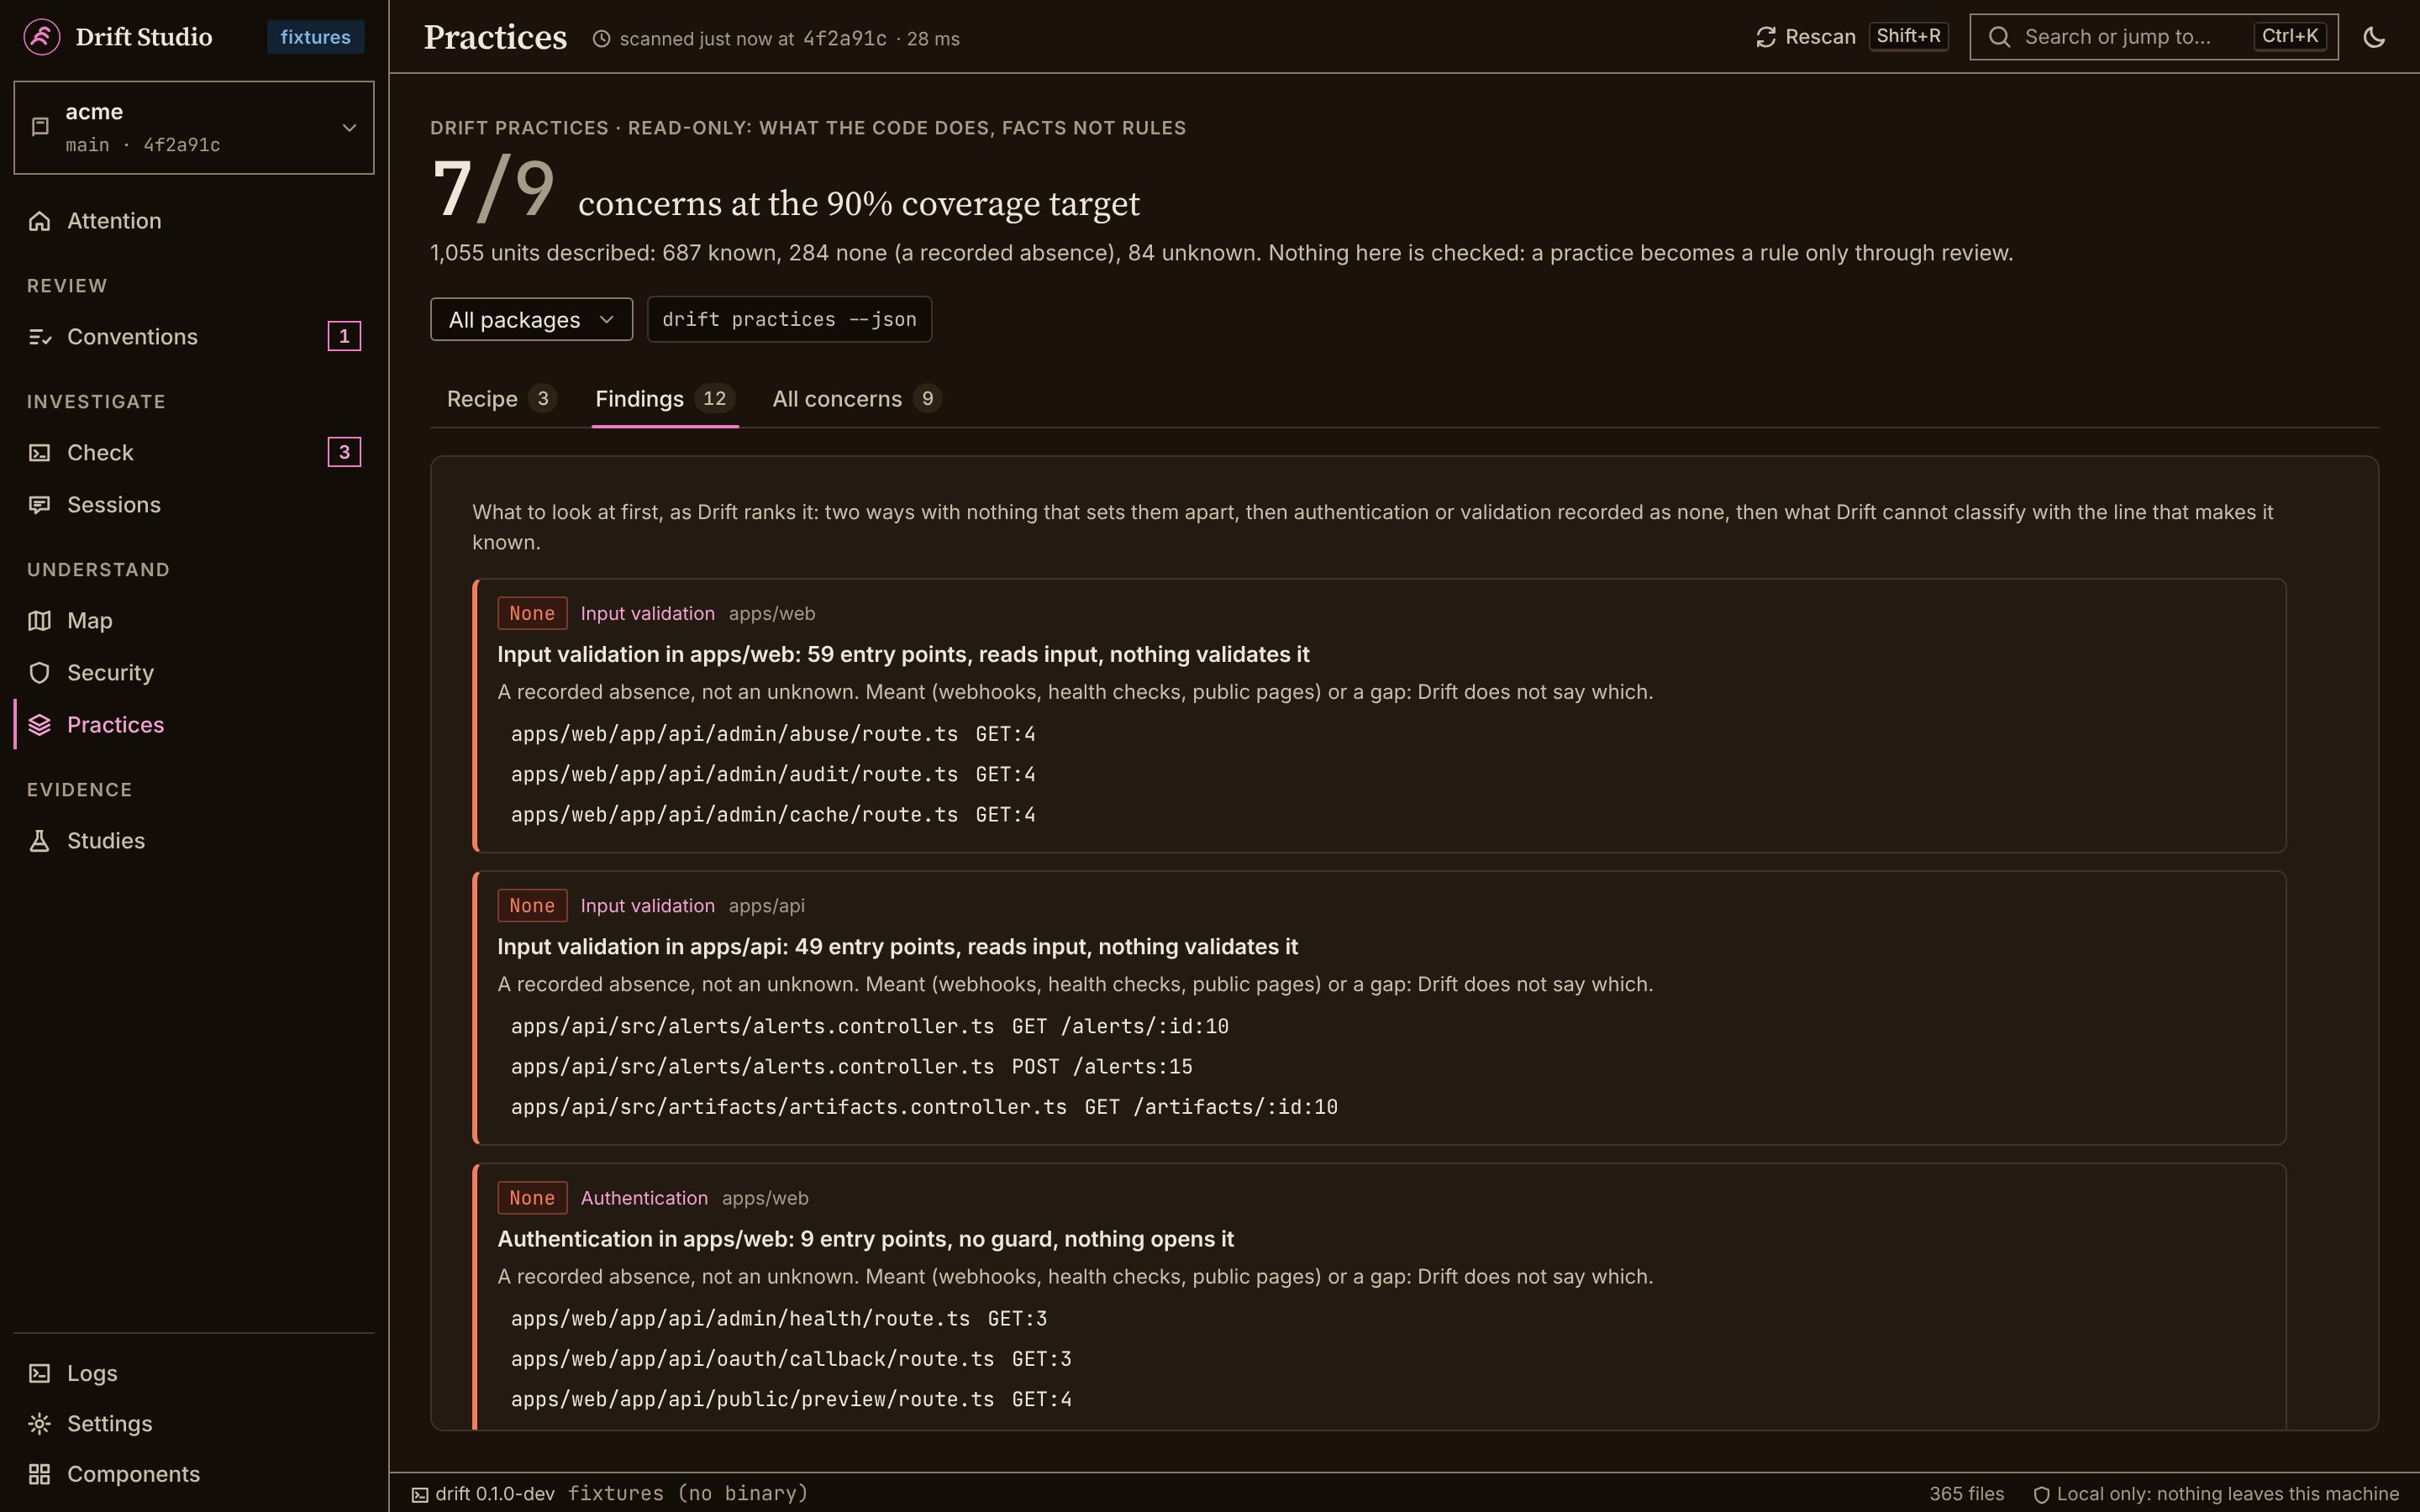 Drift Studio
fixtures
acme
main · 4f2a91c
Attention
REVIEW
Conventions 1
INVESTIGATE
Check 3
Sessions
UNDERSTAND
Map
Security
Practices
EVIDENCE
Studies
Logs
Settings
Components
Practices
scanned just now at 4f2a91c · 28 ms
Rescan Shift+R
Search or jump to... Ctrl+K
DRIFT PRACTICES · READ-ONLY: WHAT THE CODE DOES, FACTS NOT RULES
7/9 concerns at the 90% coverage target
1,055 units described: 687 known, 284 none (a recorded absence), 84 unknown. Nothing here is checked: a practice becomes a rule only through review.
All packages
drift practices --json
Recipe 3
Findings 12
All concerns 9
What to look at first, as Drift ranks it: two ways with nothing that sets them apart, then authentication or validation recorded as none, then what Drift cannot classify with the line that makes it
known.
None Input validation apps/web
Input validation in apps/web: 59 entry points, reads input, nothing validates it
A recorded absence, not an unknown. Meant (webhooks, health checks, public pages) or a gap: Drift does not say which.
apps/web/app/api/admin/abuse/route.ts GET:4
apps/web/app/api/admin/audit/route.ts GET:4
apps/web/app/api/admin/cache/route.ts GET:4
None Input validation apps/api
Input validation in apps/api: 49 entry points, reads input, nothing validates it
A recorded absence, not an unknown. Meant (webhooks, health checks, public pages) or a gap: Drift does not say which.
apps/api/src/alerts/alerts.controller.ts GET /alerts/:id:10
apps/api/src/alerts/alerts.controller.ts POST /alerts:15
apps/api/src/artifacts/artifacts.controller.ts GET /artifacts/:id:10
None Authentication apps/web
Authentication in apps/web: 9 entry points, no guard, nothing opens it
A recorded absence, not an unknown. Meant (webhooks, health checks, public pages) or a gap: Drift does not say which.
apps/web/app/api/admin/health/route.ts GET:3
apps/web/app/api/oauth/callback/route.ts GET:3
apps/web/app/api/public/preview/route.ts GET:4
drift 0.1.0-dev fixtures (no binary)
365 files
Local only: nothing leaves this machine